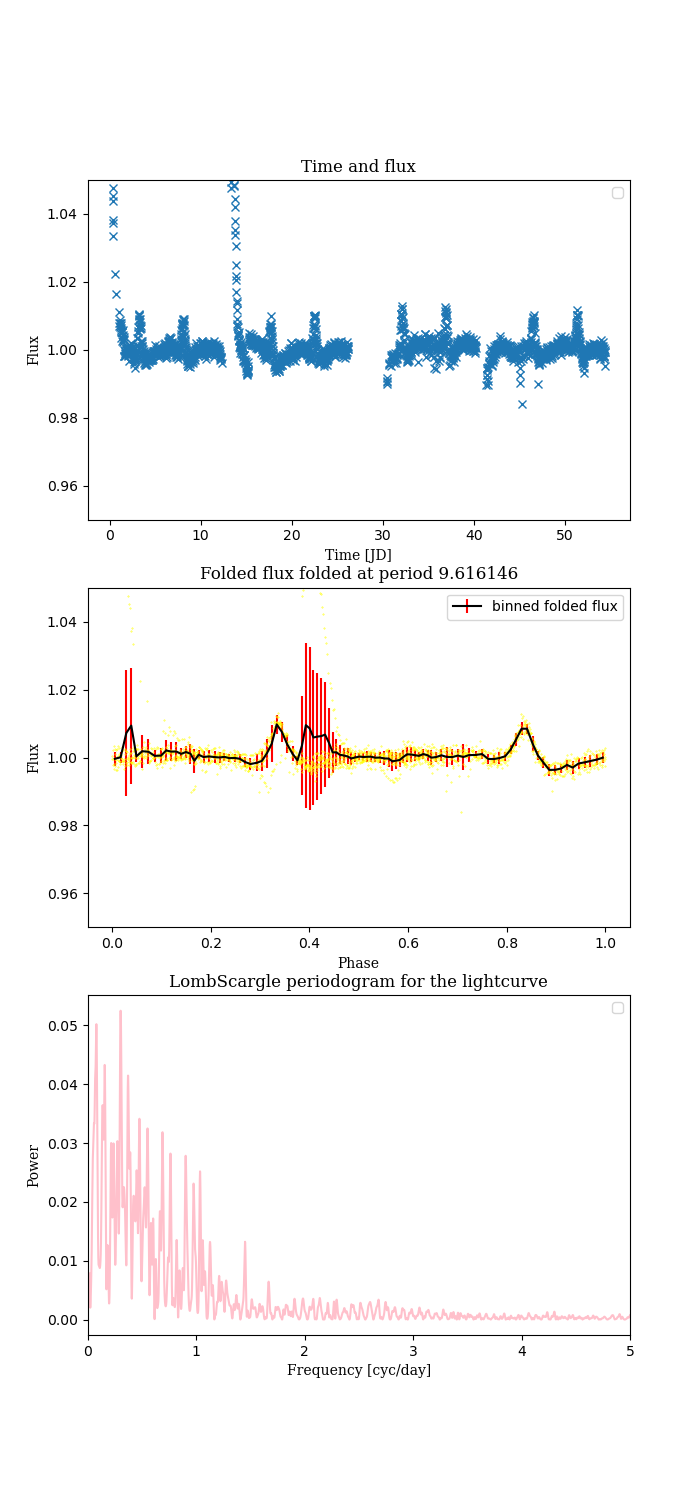 Time and flux
1.04
1.02
1.00
0.98
0.96
Flux
0 10 20 30 40 50
Time [JD]
Folded flux folded at period 9.616146
binned folded flux
1.04
1.02
1.00
0.98
0.96
Flux
0.0 0.2 0.4 0.6 0.8 1.0
Phase
LombScargle periodogram for the lightcurve
0.05
0.04
0.03
0.02
0.01
0.00
Power
0 1 2 3 4 5
Frequency [cyc/day]